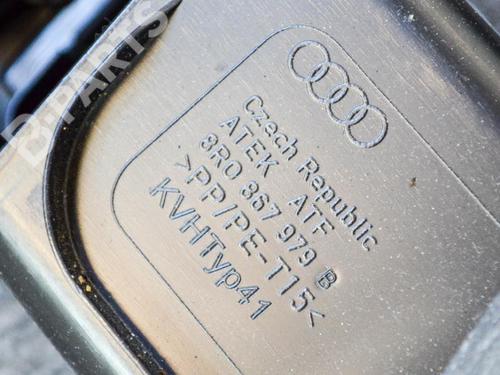 B-PARTS
Czech Republic
ATEK ATF
8R0 867 979 B
>PP/PE-T15<
KVHTyp41